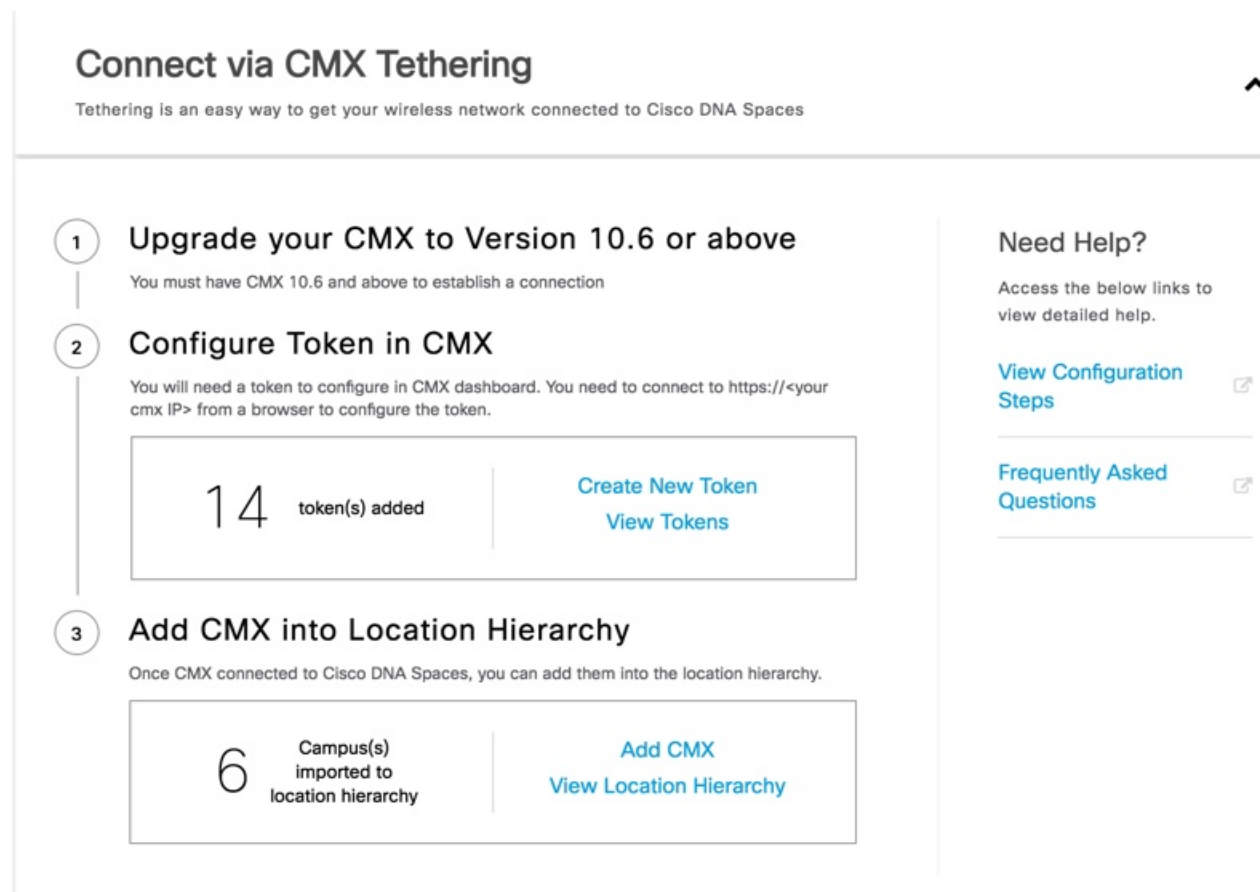 Connect via CMX Tethering
Tethering is an easy way to get your wireless network connected to Cisco DNA Spaces
1
Upgrade your CMX to Version 10.6 or above
You must have CMX 10.6 and above to establish a connection
2
Configure Token in CMX
You will need a token to configure in CMX dashboard. You need to connect to https://<your
cmx IP> from a browser to configure the token.
14
token(s) added
Create New Token
View Tokens
3
Add CMX into Location Hierarchy
Once CMX connected to Cisco DNA Spaces, you can add them into the location hierarchy.
6
Campus(s)
imported to
location hierarchy
Add CMX
View Location Hierarchy
Need Help?
Access the below links to
view detailed help.
View Configuration
Steps
Frequently Asked
Questions